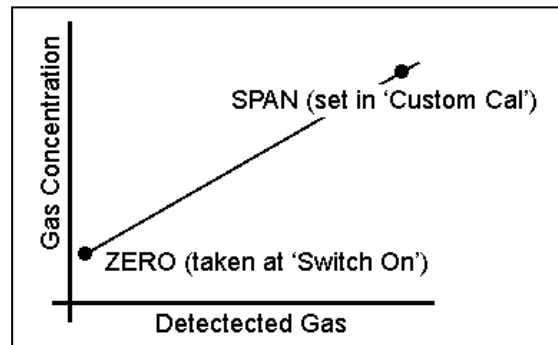 Gas Concentration
SPAN (set in ‘Custom Cal’)
ZERO (taken at ‘Switch On’)
Detectected Gas